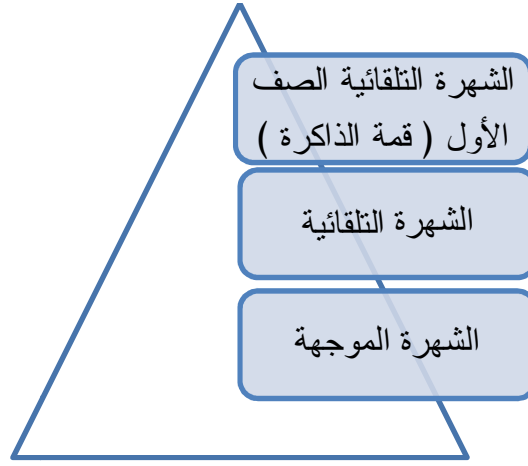 الشهرة التلقائية الصف
الأول ( قمة الذاكرة )
الشهرة التلقائية
الشهرة الموجهة